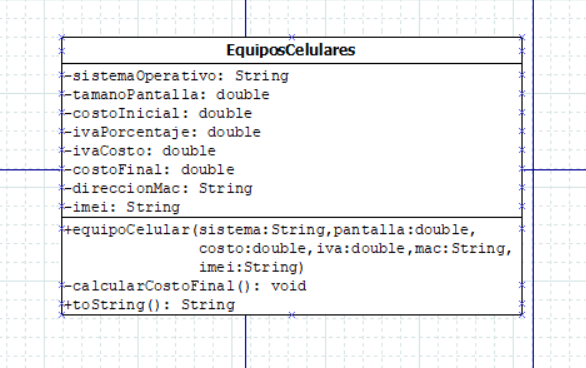 EquiposCelulares
-sistemaOperativo: String
-tamanoPantalla: double
-costoInicial: double
-ivaPorcentaje: double
-ivaCosto: double
-costoFinal: double
-direccionMac: String
-imei: String
+equipoCelular(sistema:String,pantalla:double,
costo:double,iva:double,mac:String,
imei:String)
-calcularCostoFinal(): void
+toString(): String